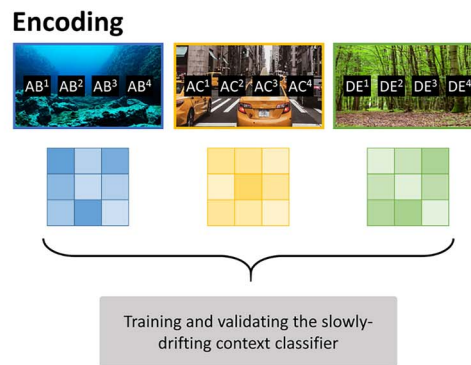 Encoding
AB¹ AB² AB³ AB⁴
AC¹ AC² AC³ AC⁴
DE¹ DE² DE³ DE⁴
Training and validating the slowly-
drifting context classifier